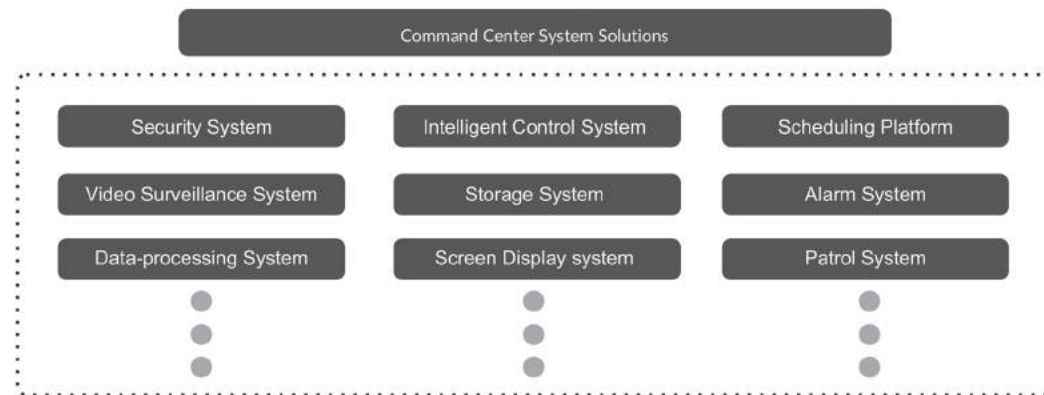 Command Center System Solutions
Security System
Intelligent Control System
Scheduling Platform
Video Surveillance System
Storage System
Alarm System
Data-processing System
Screen Display system
Patrol System